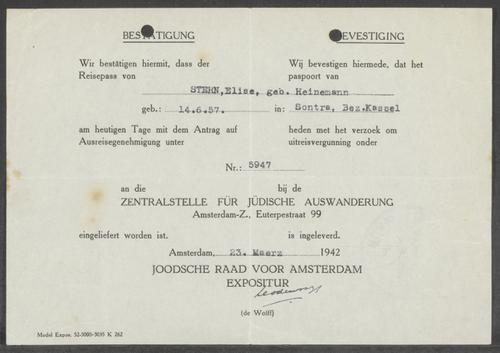 BESTÄTIGUNG BEVESTIGING
Wir bestätigen hiermit, dass der Wij bevestigen hiermede, dat het
Reisepass von paspoort van
STERN,Elise, geb. Heinemann
geb.: 14.6.57. in: Sontra, Bez.Kassel
am heutigen Tage mit dem Antrag auf heden met het verzoek om
Ausreisegenehmigung unter uitreisvergunning onder
Nr.: 5947
an die bij de
ZENTRALSTELLE FÜR JÜDISCHE AUSWANDERUNG
Amsterdam-Z., Euterpestraat 99
eingeliefert worden ist. is ingeleverd.
Amsterdam, 23. Maerz 1942
JOODSCHE RAAD VOOR AMSTERDAM
EXPOSITUR
(de Wolff)
Model Expos. 52-5000-3035 K 262